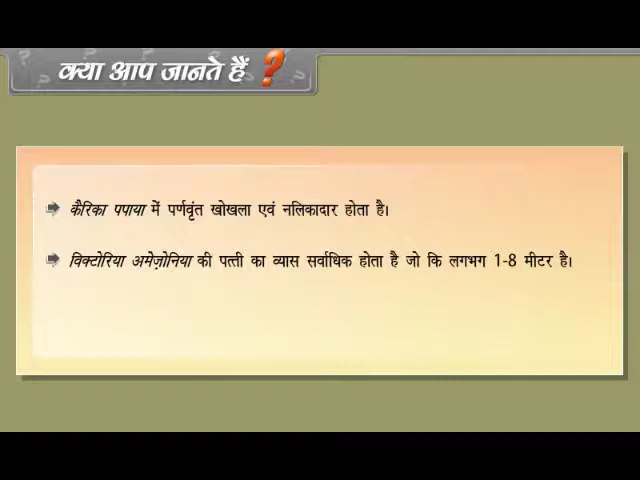 क्या आप जानते हैं ?
कैरिका पपाया में पर्णवृंत खोखला एवं नलिकादार होता है।
विक्टोरिया अमेज़ोनिया की पत्ती का व्यास सर्वाधिक होता है जो कि लगभग 1-8 मीटर है।